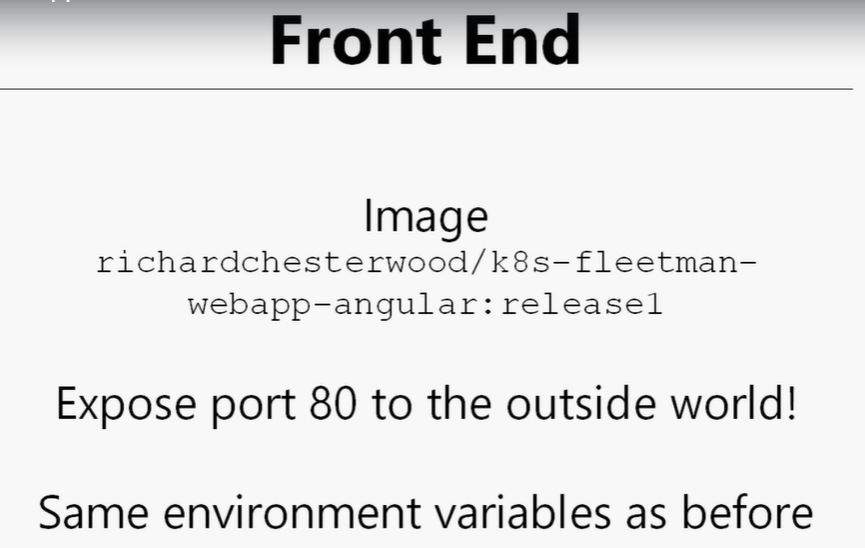 Front End
Image
richardchesterwood/k8s-fleetman-
webapp-angular:release1
Expose port 80 to the outside world!
Same environment variables as before